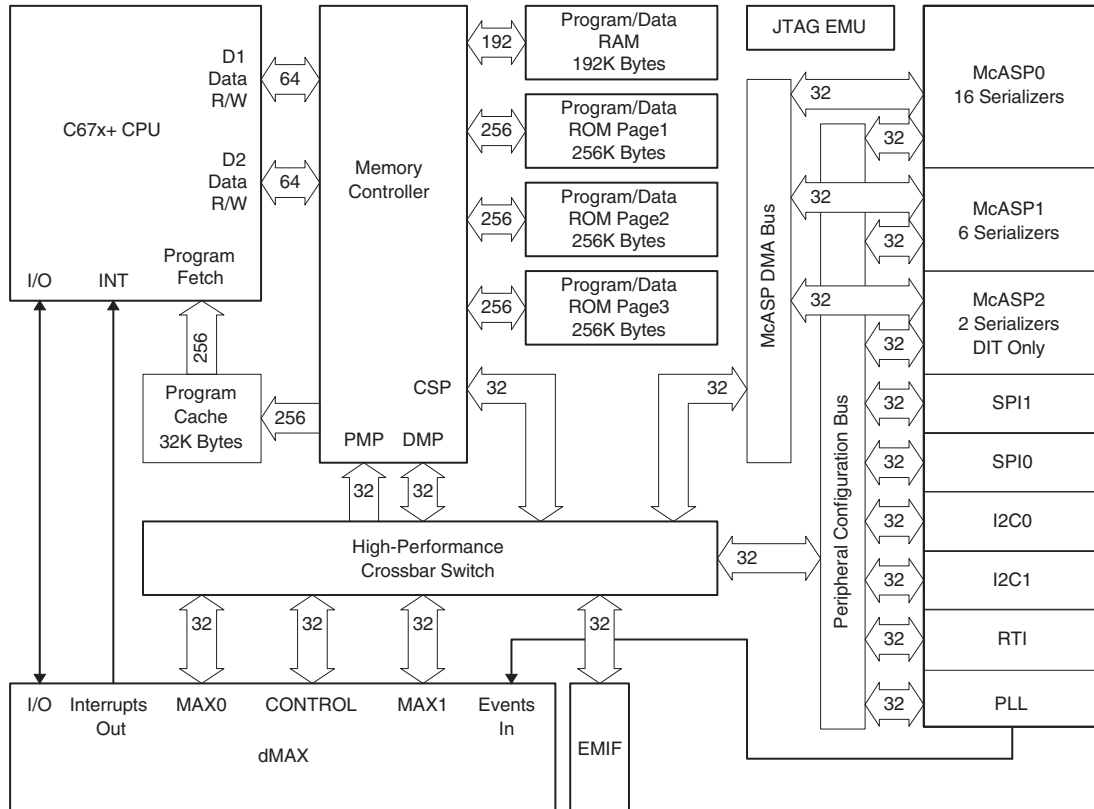 C67x+ CPU
D1
Data
R/W
D2
Data
R/W
Program
Fetch
I/O
INT
64
64
256
Program
Cache
32K Bytes
256
Memory
Controller
CSP
PMP
DMP
192
256
256
256
Program/Data
RAM
192K Bytes
Program/Data
ROM Page1
256K Bytes
Program/Data
ROM Page2
256K Bytes
Program/Data
ROM Page3
256K Bytes
JTAG EMU
32
32
McASP DMA Bus
Peripheral Configuration Bus
32
32
32
32
32
32
32
32
32
32
32
32
McASP0
16 Serializers
McASP1
6 Serializers
McASP2
2 Serializers
DIT Only
SPI1
SPI0
I2C0
I2C1
RTI
PLL
32
32
32
High-Performance
Crossbar Switch
32
32
32
32
I/O
Interrupts
Out
MAX0
CONTROL
MAX1
Events
In
dMAX
EMIF